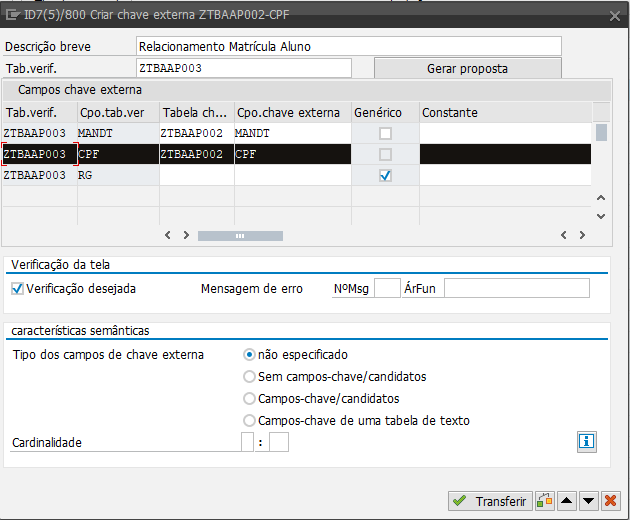 ID7(5)/800 Criar chave externa ZTBAAP002-CPF
Descrição breve Relacionamento Matrícula Aluno
Tab.verif. ZTBAAP003 Gerar proposta
Campos chave externa
Tab.verif. Cpo.tab.ver Tabela ch... Cpo.chave externa Genérico Constante
ZTBAAP003 MANDT ZTBAAP002 MANDT
ZTBAAP003 CPF ZTBAAP002 CPF
ZTBAAP003 RG
Verificação da tela
Verificação desejada Mensagem de erro NºMsg ÁrFun
características semânticas
Tipo dos campos de chave externa não especificado
Sem campos-chave/candidatos
Campos-chave/candidatos
Campos-chave de uma tabela de texto
Cardinalidade :
Transferir